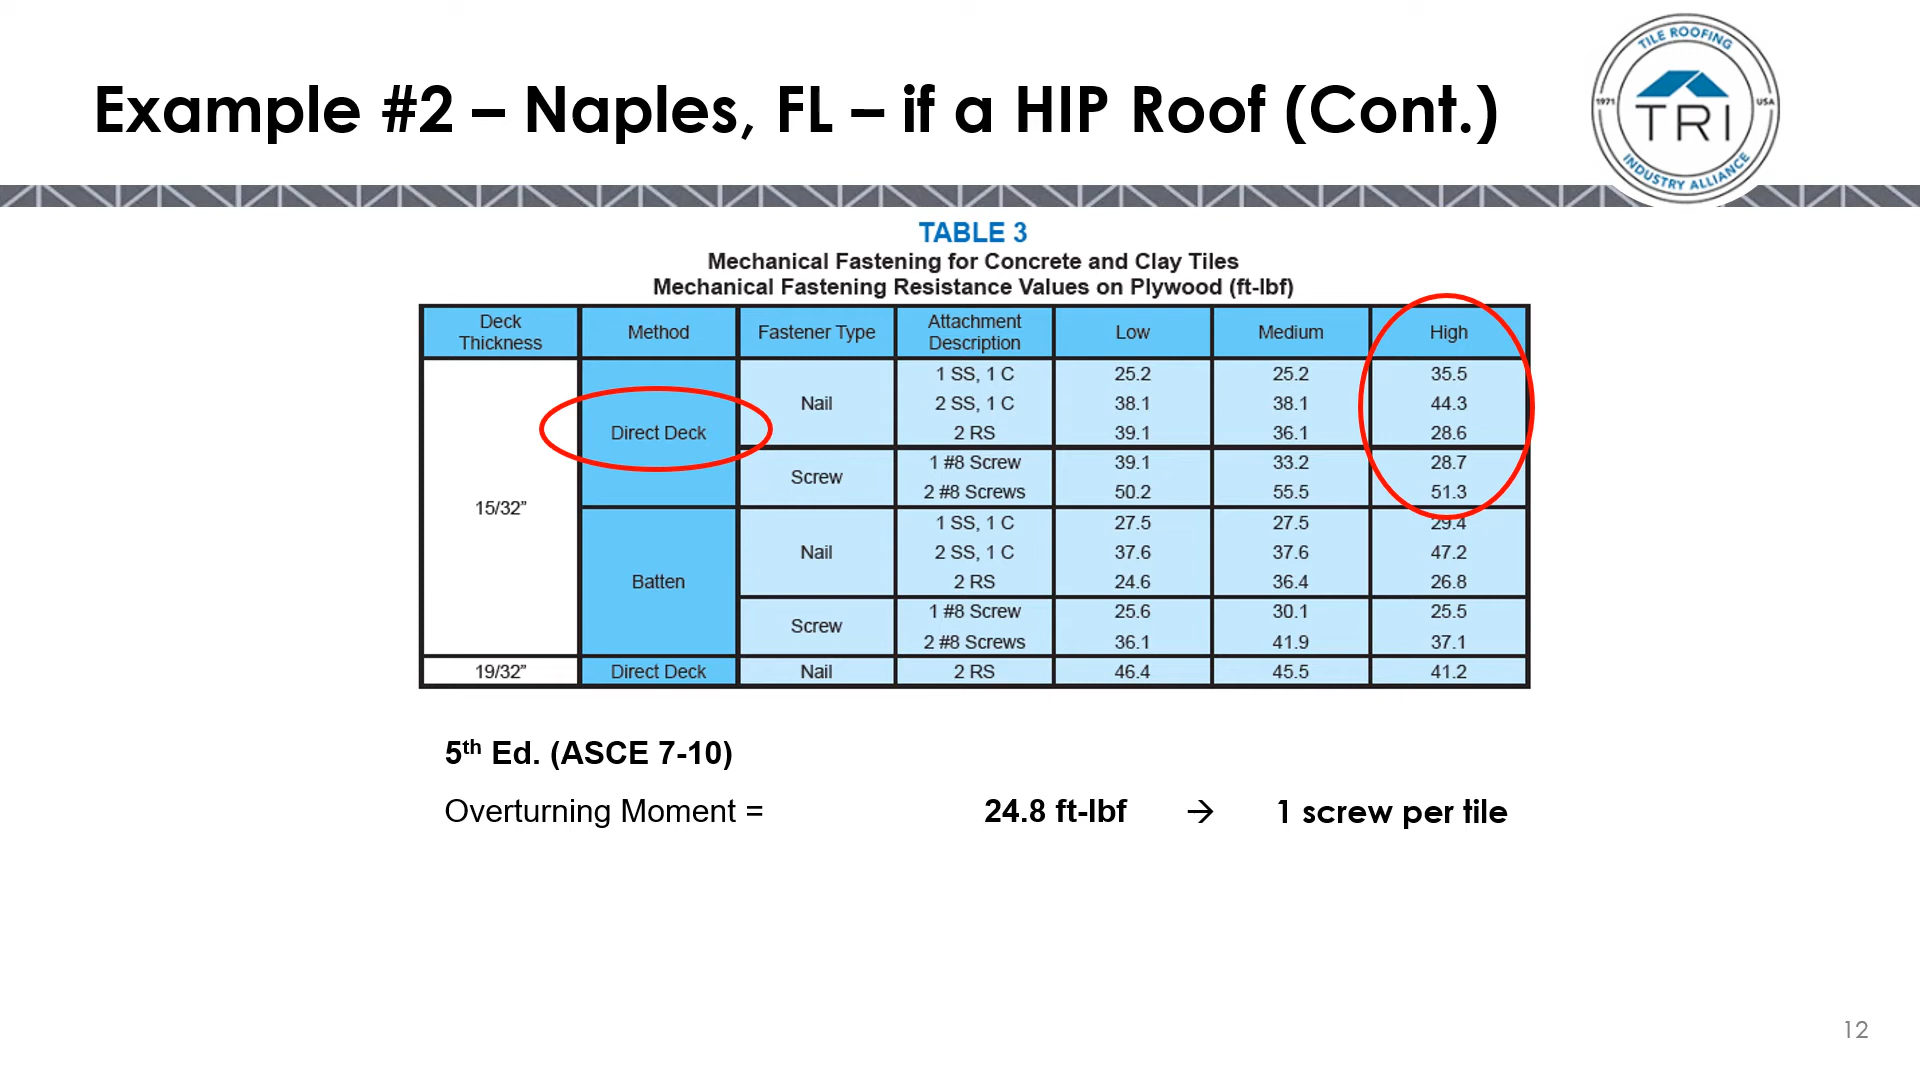 Example #2 – Naples, FL – if a HIP Roof (Cont.)
TILE ROOFING
1971 TRI USA
INDUSTRY ALLIANCE
TABLE 3
Mechanical Fastening for Concrete and Clay Tiles
Mechanical Fastening Resistance Values on Plywood (ft-lbf)
Deck Thickness Method Fastener Type Attachment Description Low Medium High
15/32” Direct Deck Nail 1 SS, 1 C 25.2 25.2 35.5
2 SS, 1 C 38.1 38.1 44.3
2 RS 39.1 36.1 28.6
Screw 1 #8 Screw 39.1 33.2 28.7
2 #8 Screws 50.2 55.5 51.3
Batten Nail 1 SS, 1 C 27.5 27.5 29.4
2 SS, 1 C 37.6 37.6 47.2
2 RS 24.6 36.4 26.8
Screw 1 #8 Screw 25.6 30.1 25.5
2 #8 Screws 36.1 41.9 37.1
19/32” Direct Deck Nail 2 RS 46.4 45.5 41.2
5th Ed. (ASCE 7-10)
Overturning Moment = 24.8 ft-lbf → 1 screw per tile
12